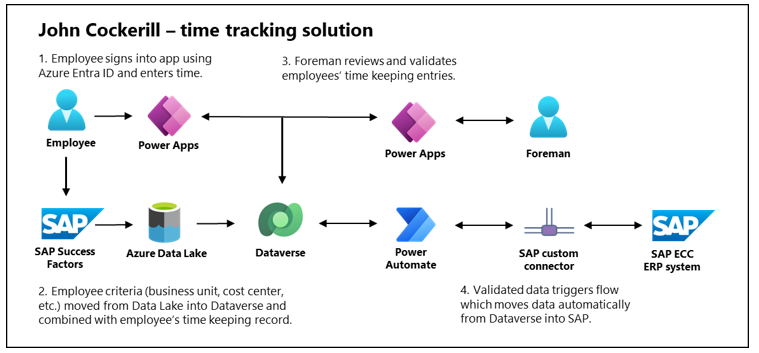 John Cockerill – time tracking solution
1. Employee signs into app using
Azure Entra ID and enters time.
3. Foreman reviews and validates
employees’ time keeping entries.
Employee
Power Apps
Power Apps
Foreman
SAP
SAP
SAP Success
Factors
Azure Data Lake
Dataverse
Power
Automate
SAP custom
connector
SAP ECC
ERP system
2. Employee criteria (business unit, cost center,
etc.) moved from Data Lake into Dataverse and
combined with employee’s time keeping record.
4. Validated data triggers flow
which moves data automatically
from Dataverse into SAP.